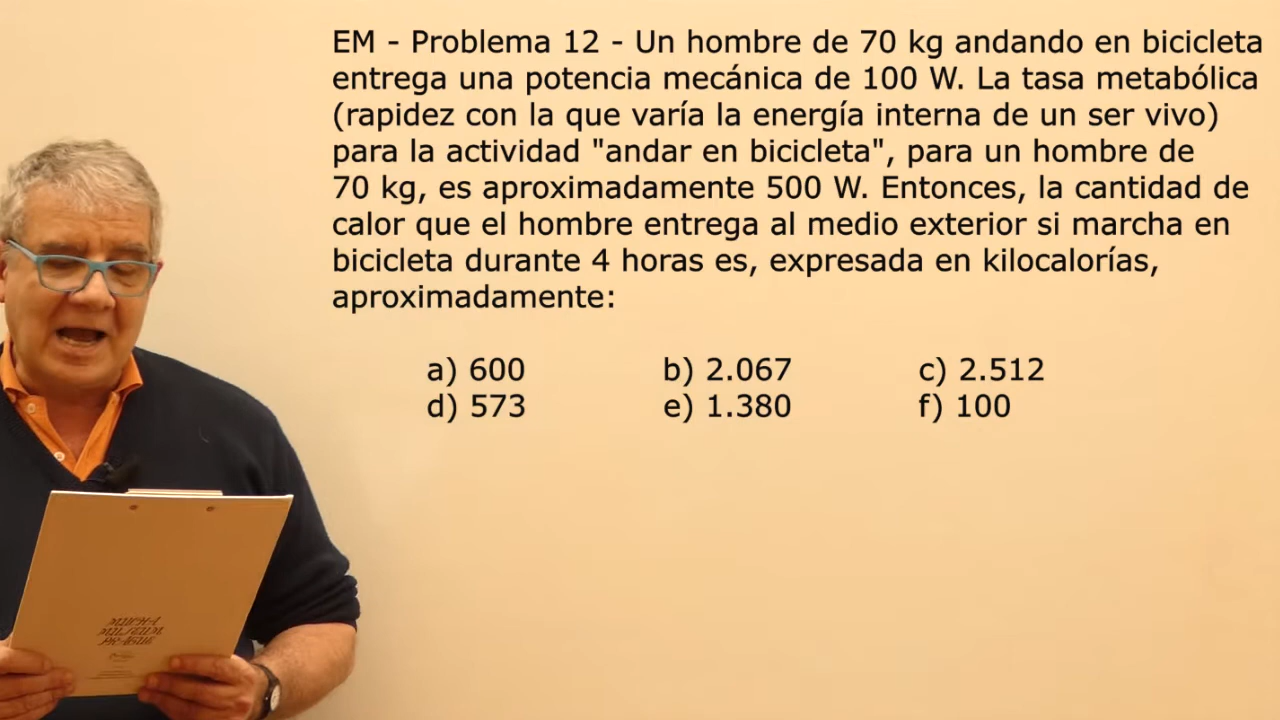 EM - Problema 12 - Un hombre de 70 kg andando en bicicleta
entrega una potencia mecánica de 100 W. La tasa metabólica
(rapidez con la que varía la energía interna de un ser vivo)
para la actividad "andar en bicicleta", para un hombre de
70 kg, es aproximadamente 500 W. Entonces, la cantidad de
calor que el hombre entrega al medio exterior si marcha en
bicicleta durante 4 horas es, expresada en kilocalorías,
aproximadamente:
a) 600 b) 2.067 c) 2.512
d) 573 e) 1.380 f) 100